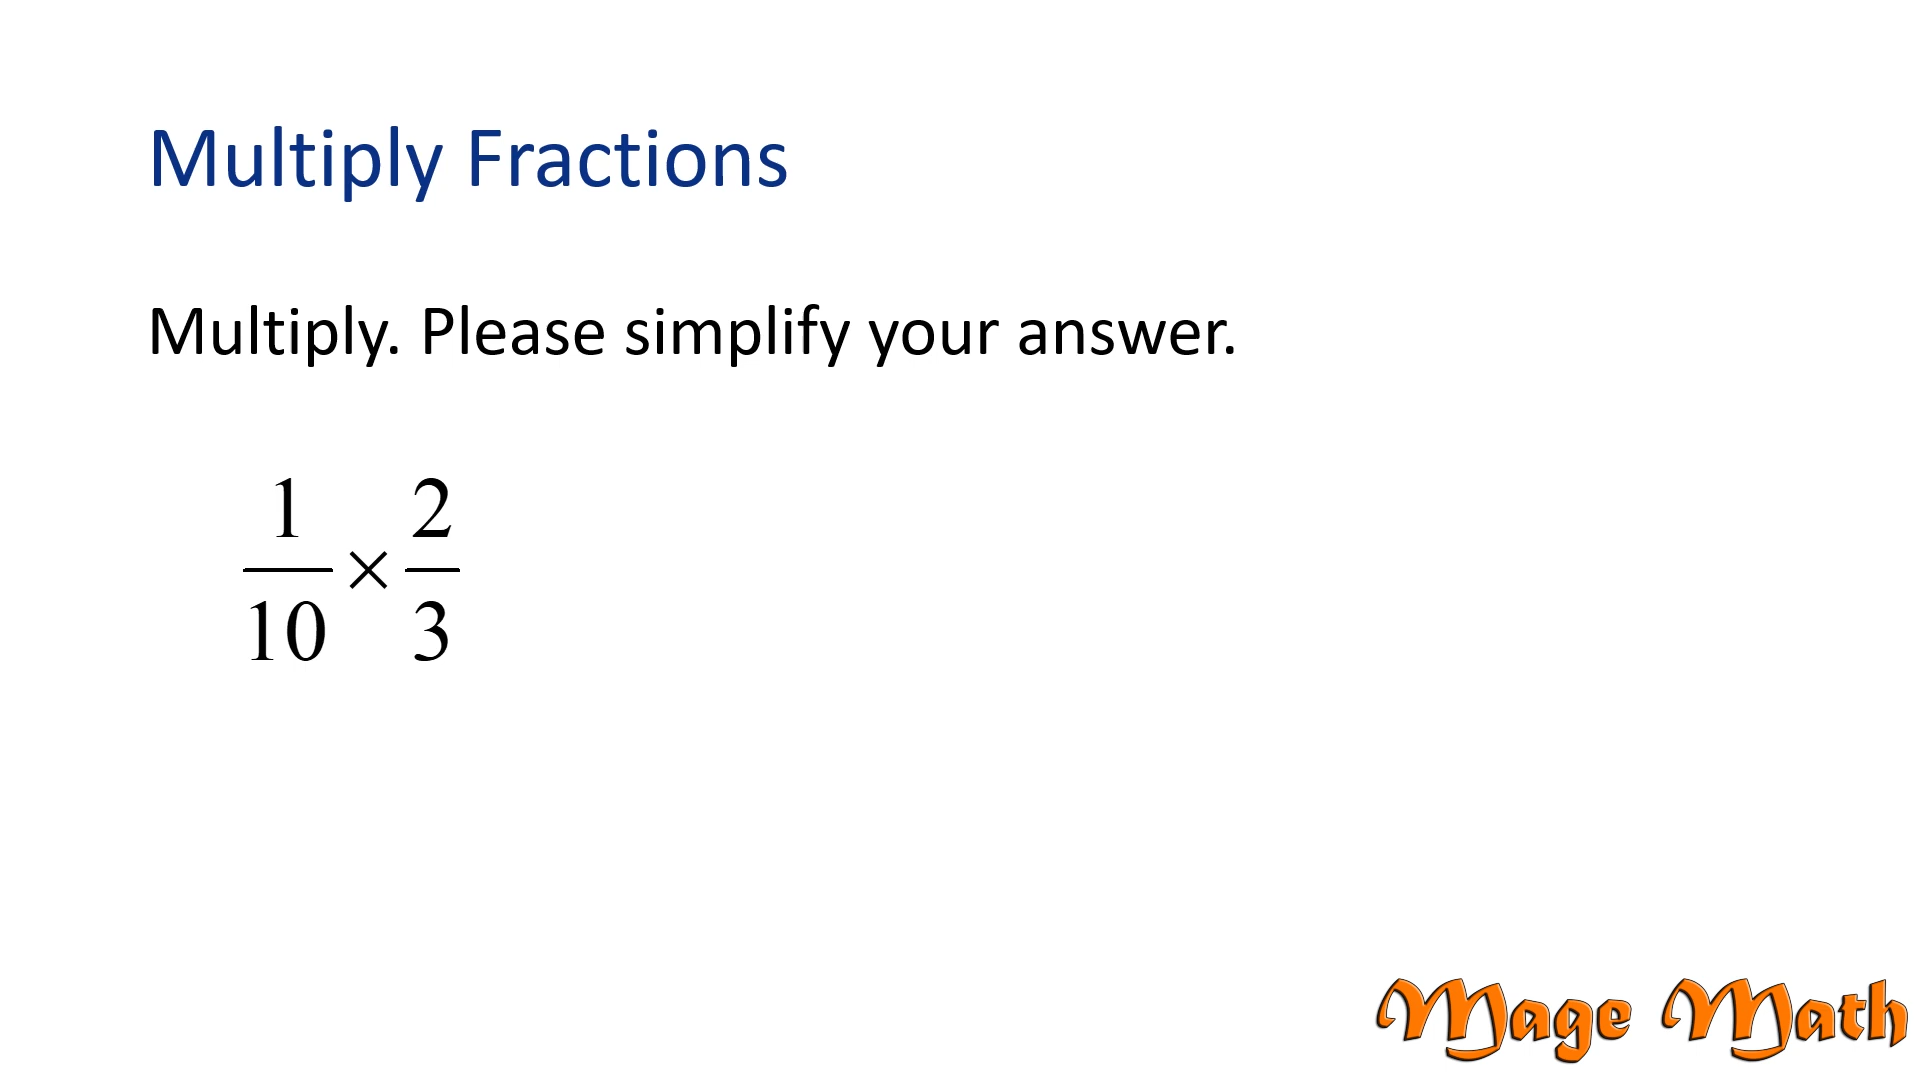 Multiply Fractions
Multiply. Please simplify your answer.
1/10 × 2/3
Mage Math